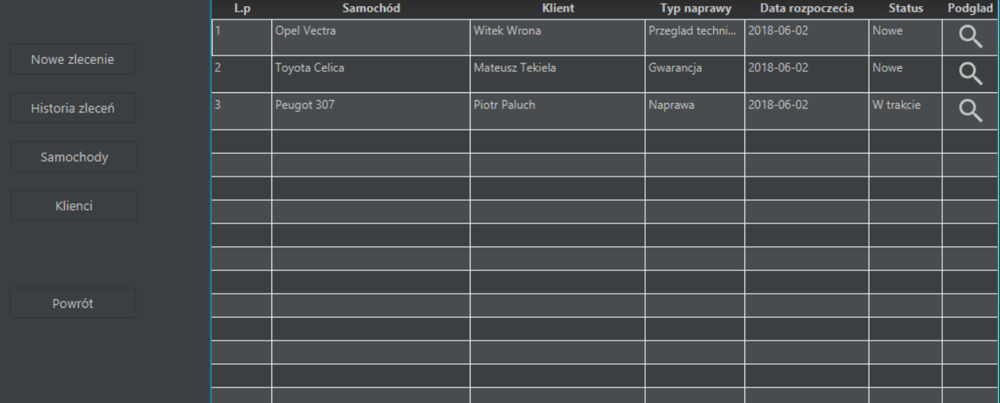 L.p Samochód Klient Typ naprawy Data rozpoczecia Status Podglad
1 Opel Vectra Witek Wrona Przeglad techni... 2018-06-02 Nowe
2 Toyota Celica Mateusz Tekiela Gwarancja 2018-06-02 Nowe
3 Peugot 307 Piotr Paluch Naprawa 2018-06-02 W trakcie
Nowe zlecenie
Historia zleceń
Samochody
Klienci
Powrót